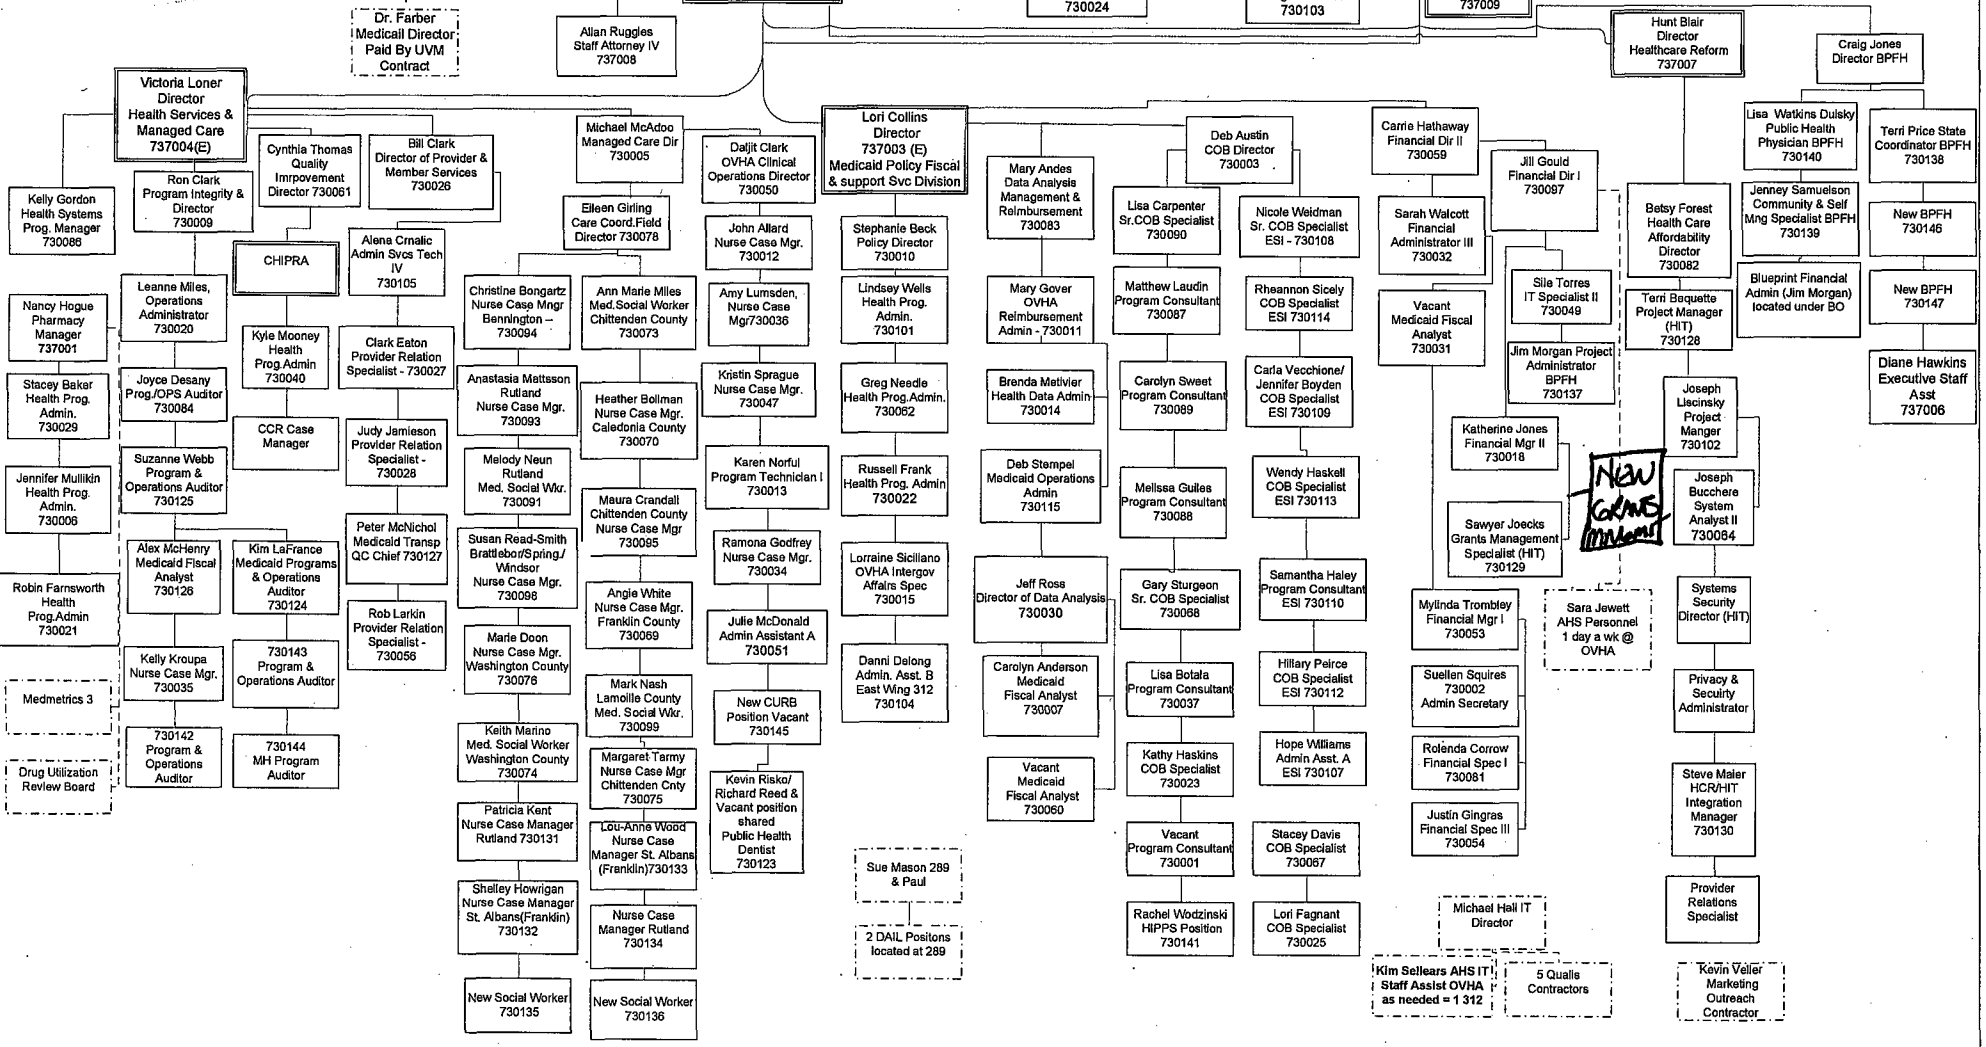 730024
730103
737009
Dr. Farber
Medicail Director
Paid By UVM
Contract
Allan Ruggles
Staff Attorney IV
737008
Hunt Blair
Director
Healthcare Reform
737007
Craig Jones
Director BPFH
Victoria Loner
Director
Health Services &
Managed Care
737004(E)
Kelly Gordon
Health Systems
Prog. Manager
730086
Nancy Hogue
Pharmacy
Manager
737001
Stacey Baker
Health Prog.
Admin.
730029
Jennifer Mullikin
Health Prog.
Admin.
730006
Robin Farnsworth
Health
Prog.Admin
730021
Medmetrics 3
Drug Utilization
Review Board
Ron Clark
Program Integrity &
Director
730009
Leanne Miles,
Operations
Administrator
730020
Joyce Desany
Prog./OPS Auditor
730084
Suzanne Webb
Program &
Operations Auditor
730125
Alex McHenry
Medicaid Fiscal
Analyst
730126
Kelly Kroupa
Nurse Case Mgr.
730035
730142
Program &
Operations
Auditor
Kim LaFrance
Medicaid Programs
& Operations
Auditor
730124
730143
Program &
Operations Auditor
730144
MH Program
Auditor
Cynthia Thomas
Quality
Imrpovement
Director 730061
CHIPRA
Kyle Mooney
Health
Prog.Admin
730040
CCR Case
Manager
Bill Clark
Director of Provider &
Member Services
730026
Alena Crnalic
Admin Svcs Tech
IV
730105
Clark Eaton
Provider Relation
Specialist - 730027
Judy Jamieson
Provider Relation
Specialist -
730028
Peter McNichol
Medicaid Transp
QC Chief 730127
Rob Larkin
Provider Relation
Specialist -
730056
Michael McAdoo
Managed Care Dir
730005
Eileen Girling
Care Coord.Field
Director 730078
Christine Bongartz
Nurse Case Mngr
Bennington –
730094
Anastasia Mattsson
Rutland
Nurse Case Mgr.
730093
Melody Neun
Rutland
Med. Social Wkr.
730091
Susan Read-Smith
Brattlebor/Spring./
Windsor
Nurse Case Mgr.
730098
Marie Doon
Nurse Case Mgr.
Washington County
730076
Keith Marino
Med. Social Worker
Washington County
730074
Patricia Kent
Nurse Case Manager
Rutland 730131
Shelley Howrigan
Nurse Case Manager
St. Albans(Franklin)
730132
New Social Worker
730135
Ann Marie Miles
Med.Social Worker
Chittenden County
730073
Heather Bollman
Nurse Case Mgr.
Caledonia County
730070
Maura Crandall
Chittenden County
Nurse Case Mgr
730095
Angie White
Nurse Case Mgr.
Franklin County
730069
Mark Nash
Lamoille County
Med. Social Wkr.
730099
Margaret Tarmy
Nurse Case Mgr
Chittenden Cnty
730075
Lou-Anne Wood
Nurse Case
Manager St. Albans
(Franklin)730133
Nurse Case
Manager Rutland
730134
New Social Worker
730136
Daljit Clark
OVHA Clinical
Operations Director
730050
John Allard
Nurse Case Mgr.
730012
Amy Lumsden,
Nurse Case
Mgr730036
Kristin Sprague
Nurse Case Mgr.
730047
Karen Norful
Program Technician I
730013
Ramona Godfrey
Nurse Case Mgr.
730034
Julie McDonald
Admin Assistant A
730051
New CURB
Position Vacant
730145
Kevin Risko/
Richard Reed &
Vacant position
shared
Public Health
Dentist
730123
Lori Collins
Director
737003 (E)
Medicaid Policy Fiscal
& support Svc Division
Stephanie Beck
Policy Director
730010
Lindsey Wells
Health Prog.
Admin.
730101
Greg Needle
Health Prog.Admin.
730062
Russell Frank
Health Prog. Admin
730022
Lorraine Siciliano
OVHA Intergov
Affairs Spec
730015
Danni Delong
Admin. Asst. B
East Wing 312
730104
Sue Mason 289
& Paul
2 DAIL Positons
located at 289
Mary Andes
Data Analysis
Management &
Reimbursement
730083
Mary Gover
OVHA
Reimbursement
Admin - 730011
Brenda Metivier
Health Data Admin
730014
Deb Stempel
Medicaid Operations
Admin
730115
Jeff Ross
Director of Data Analysis
730030
Carolyn Anderson
Medicaid
Fiscal Analyst
730007
Vacant
Medicaid
Fiscal Analyst
730060
Deb Austin
COB Director
730003
Lisa Carpenter
Sr.COB Specialist
730090
Matthew Laudin
Program Consultant
730087
Carolyn Sweet
Program Consultant
730089
Melissa Guiles
Program Consultant
730088
Gary Sturgeon
Sr. COB Specialist
730068
Lisa Botala
Program Consultant
730037
Kathy Haskins
COB Specialist
730023
Vacant
Program Consultant
730001
Rachel Wodzinski
HIPPS Position
730141
Nicole Weidman
Sr. COB Specialist
ESI - 730108
Rheannon Sicely
COB Specialist
ESI 730114
Carla Vecchione/
Jennifer Boyden
COB Specialist
ESI 730109
Wendy Haskell
COB Specialist
ESI 730113
Samantha Haley
Program Consultant
ESI 730110
Hillary Peirce
COB Specialist
ESI 730112
Hope Williams
Admin Asst. A
ESI 730107
Stacey Davis
COB Specialist
730067
Lori Fagnant
COB Specialist
730025
Carrie Hathaway
Financial Dir II
730059
Sarah Walcott
Financial
Administrator III
730032
Vacant
Medicaid Fiscal
Analyst
730031
Mylinda Trombley
Financial Mgr I
730053
Suellen Squires
730002
Admin Secretary
Rolenda Corrow
Financial Spec I
730081
Justin Gingras
Financial Spec III
730054
Michael Hall IT
Director
Kim Sellears AHS IT
Staff Assist OVHA
as needed = 1 312
5 Qualis
Contractors
Jill Gould
Financial Dir I
730097
Sile Torres
IT Specialist II
730049
Jim Morgan Project
Administrator
BPFH
730137
Katherine Jones
Financial Mgr II
730018
Sawyer Joecks
Grants Management
Specialist (HIT)
730129
NEW
GRANTS
Mngmt
Sara Jewett
AHS Personnel
1 day a wk @
OVHA
Betsy Forest
Health Care
Affordability
Director
730082
Terri Bequette
Project Manager
(HIT)
730128
Joseph
Liscinsky
Project
Manger
730102
Joseph
Bucchere
System
Analyst II
730064
Systems
Security
Director (HIT)
Privacy &
Secuirty
Administrator
Steve Maier
HCR/HIT
Integration
Manager
730130
Provider
Relations
Specialist
Kevin Veller
Marketing
Outreach
Contractor
Lisa Watkins Dulsky
Public Health
Physician BPFH
730140
Jenney Samuelson
Community & Self
Mng Specialist BPFH
730139
Blueprint Financial
Admin (Jim Morgan)
located under BO
Terri Price State
Coordinator BPFH
730138
New BPFH
730146
New BPFH
730147
Diane Hawkins
Executive Staff
Asst
737006